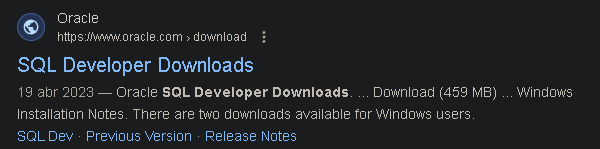 Oracle
https://www.oracle.com › download
SQL Developer Downloads
19 abr 2023 — Oracle SQL Developer Downloads. ... Download (459 MB) ... Windows
Installation Notes. There are two downloads available for Windows users.
SQL Dev · Previous Version · Release Notes